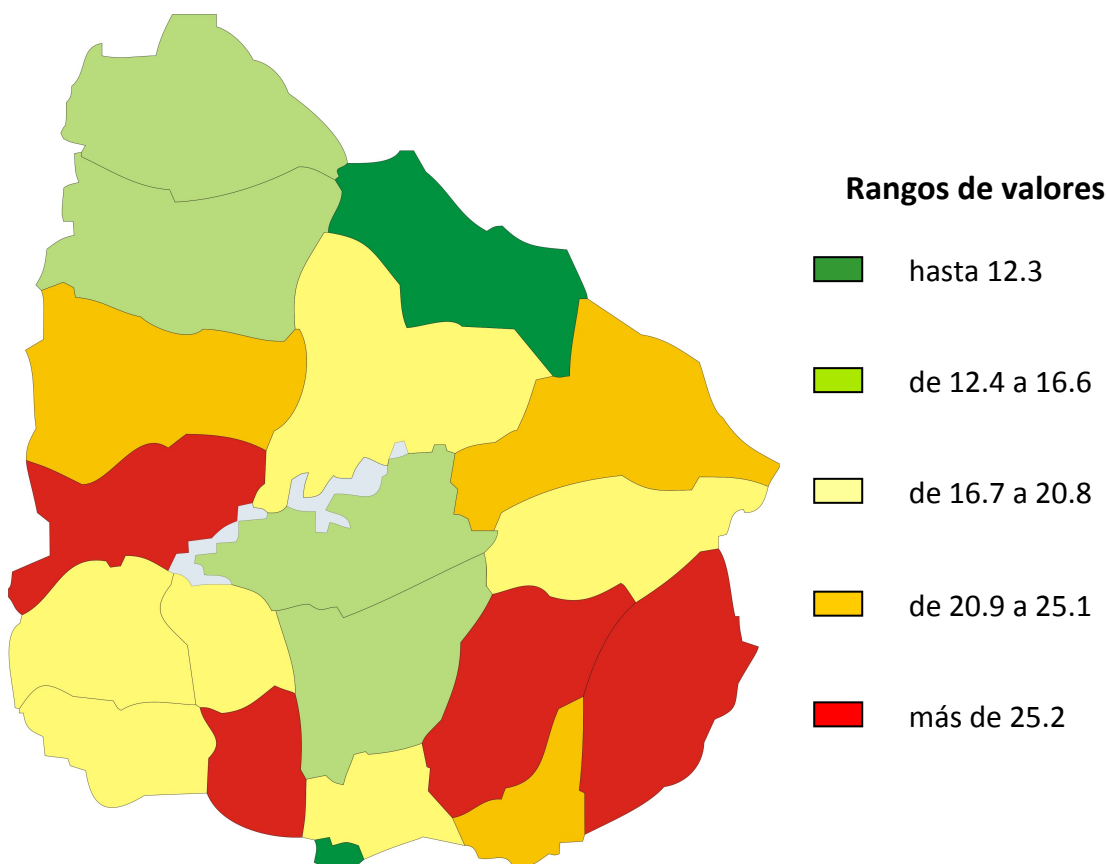 Rangos de valores
hasta 12.3
de 12.4 a 16.6
de 16.7 a 20.8
de 20.9 a 25.1
más de 25.2